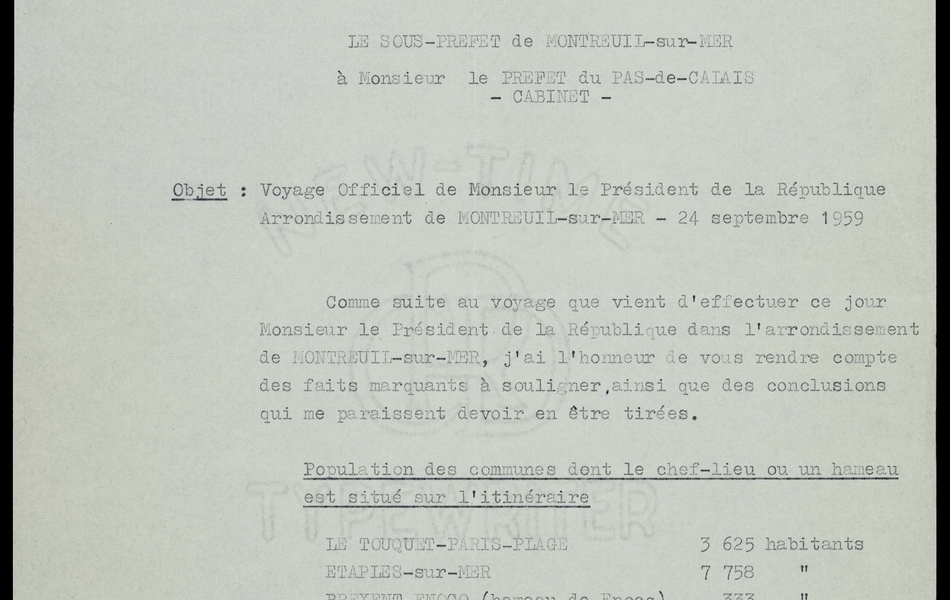 LE SOUS-PREFET de MONTREUIL-sur-MER
à Monsieur le PREFET du PAS-de-CALAIS
- CABINET -
Objet : Voyage Officiel de Monsieur le Président de la République
Arrondissement de MONTREUIL-sur-MER - 24 septembre 1959
Comme suite au voyage que vient d'effectuer ce jour
Monsieur le Président de la République dans l'arrondissement
de MONTREUIL-sur-MER, j'ai l'honneur de vous rendre compte
des faits marquants à souligner,ainsi que des conclusions
qui me paraissent devoir en être tirées.
Population des communes dont le chef-lieu ou un hameau
est situé sur l'itinéraire
LE TOUQUET-PARIS-PLAGE 3 625 habitants
ETAPLES-sur-MER 7 758 "
(hameau de 333 "
TYPEWRITER